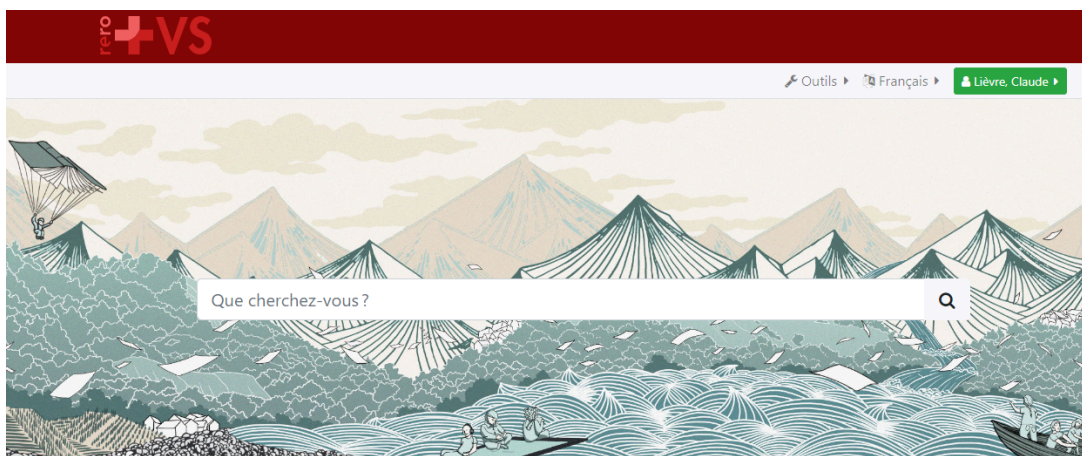 rero +VS
Outils Français Lièvre, Claude
Que cherchez-vous ?